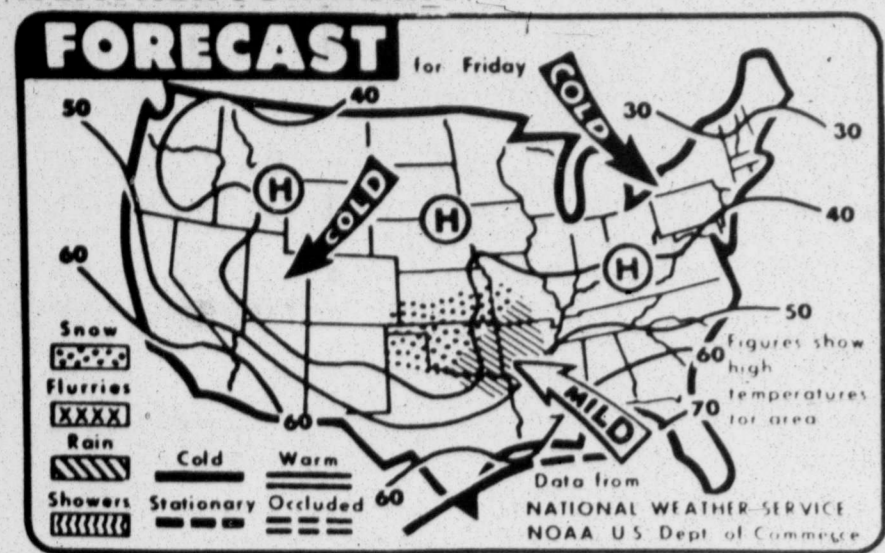 FORECAST for Friday
COLD
30
30
50
40
H
COLD
H
40
H
60
50
60
Figures show
high
temperatures
for area
70
MILD
60
60
Snow
Flurries
Rain
Showers
Cold
Warm
Stationary
Occluded
Data from
NATIONAL WEATHER SERVICE
NOAA U S Dept of Commerce